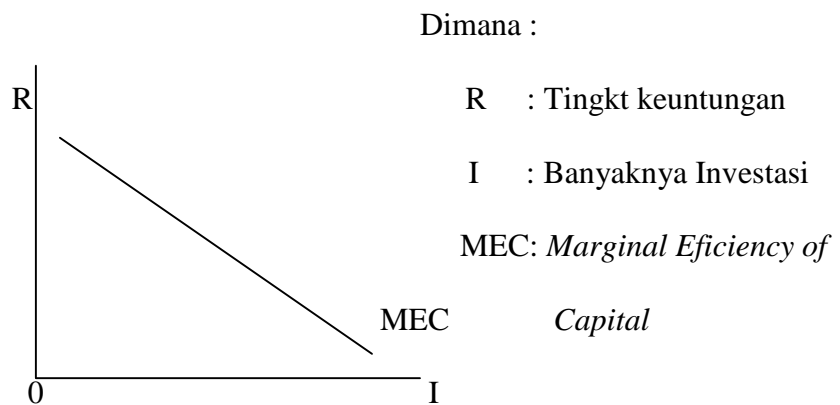 Dimana :
R
R : Tingkt keuntungan
I : Banyaknya Investasi
MEC: Marginal Eficiency of
MEC Capital
0 I